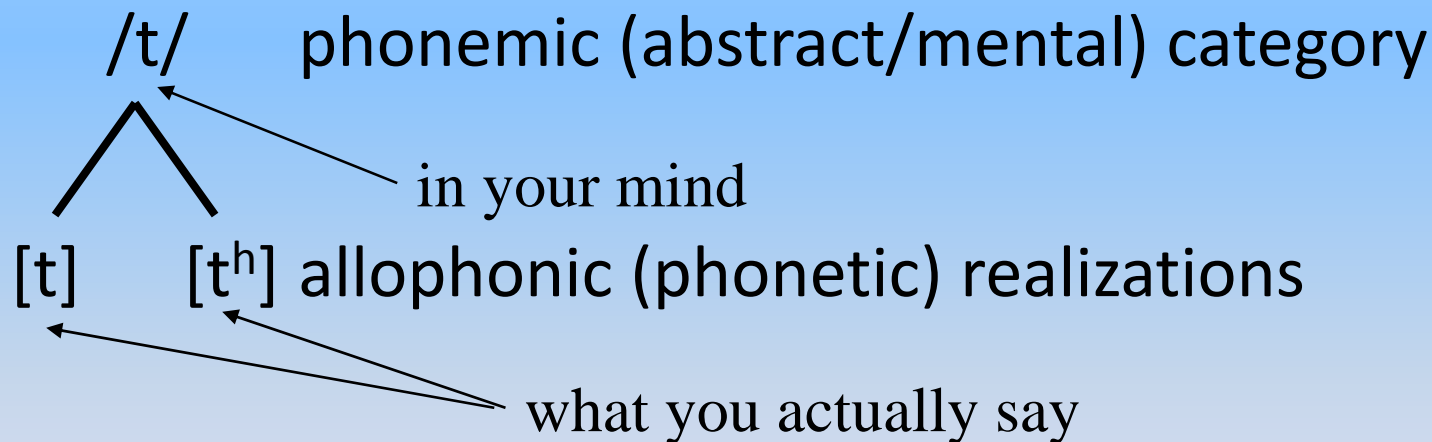 /t/ phonemic (abstract/mental) category
in your mind
[t] [tʰ] allophonic (phonetic) realizations
what you actually say